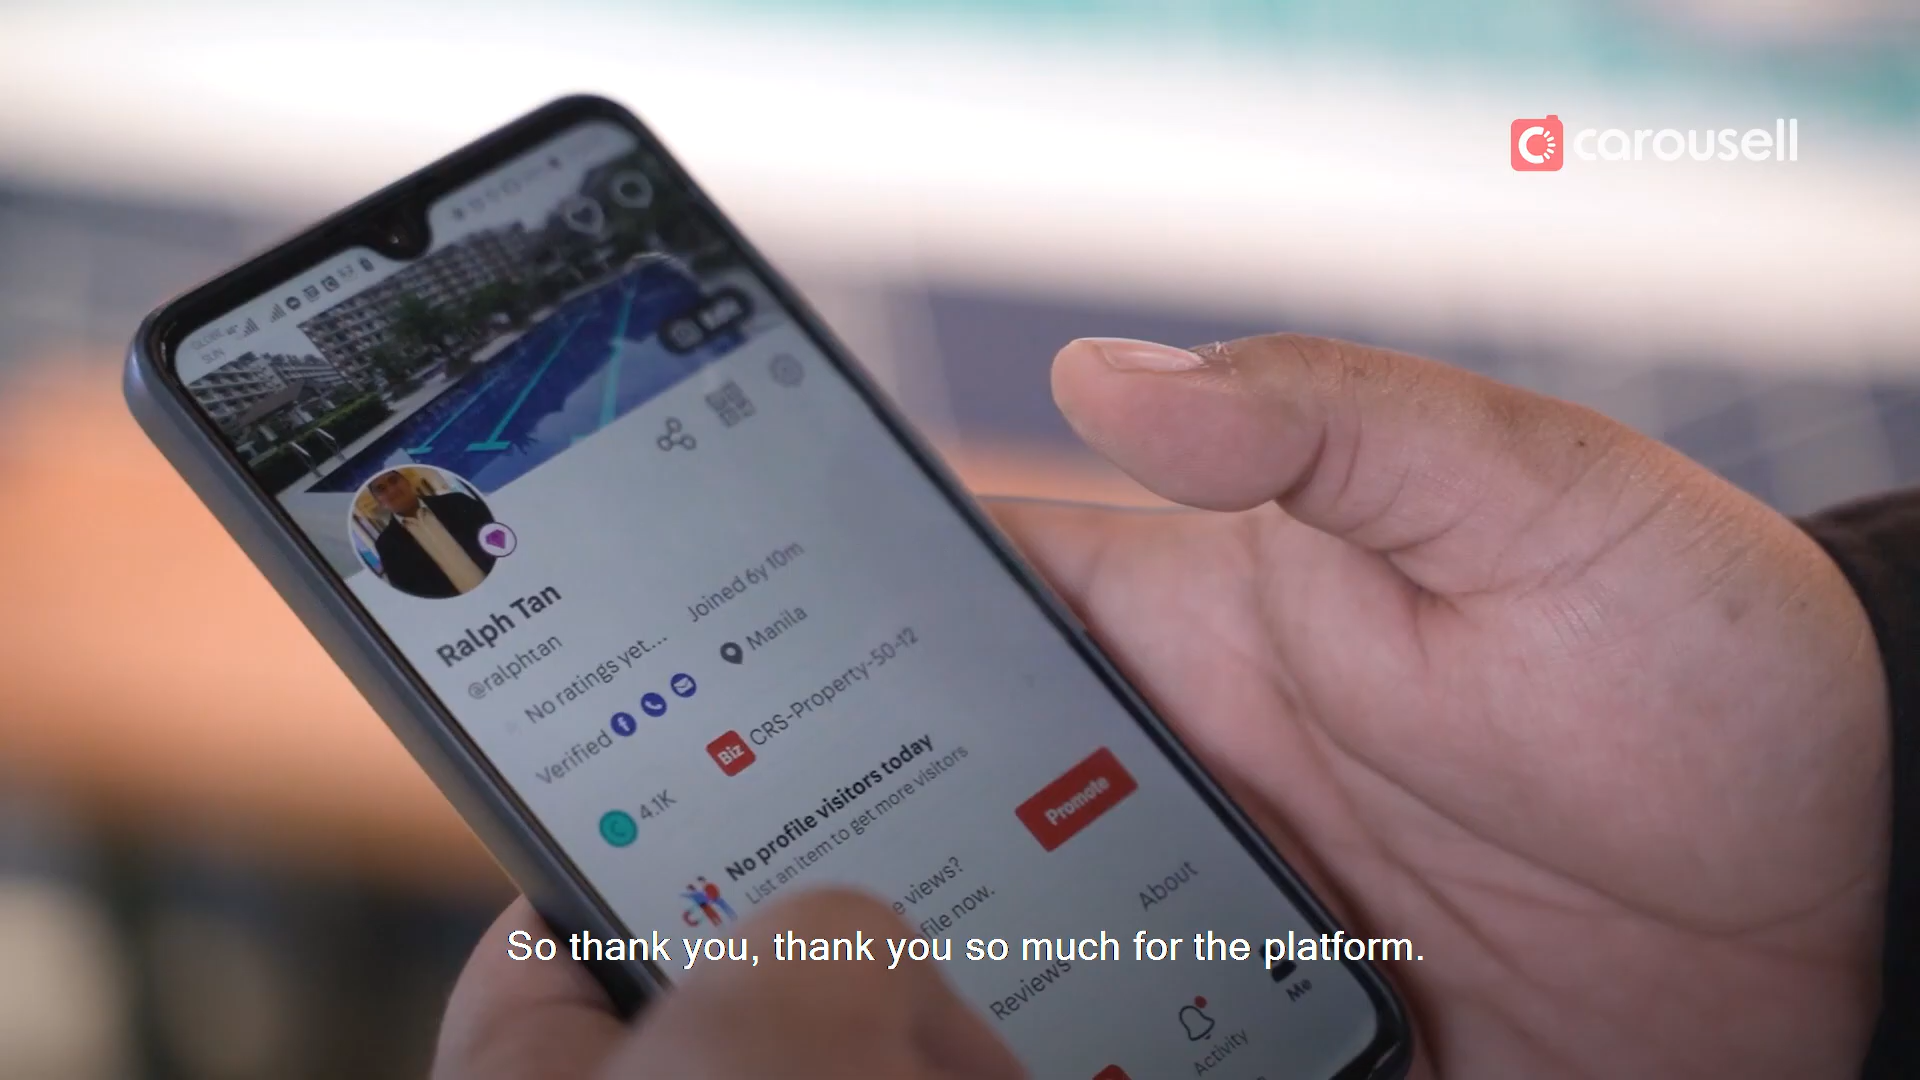 carousell
GLOBE
SUN
Ralph Tan
@ralphtan
No ratings yet...
Joined 6y 10m
Verified
Manila
Biz
CRS-Property-50-12
4.1K
No profile visitors today
List an item to get more visitors
Promote
e views?
file now.
Reviews
About
Activity
Me
So thank you, thank you so much for the platform.